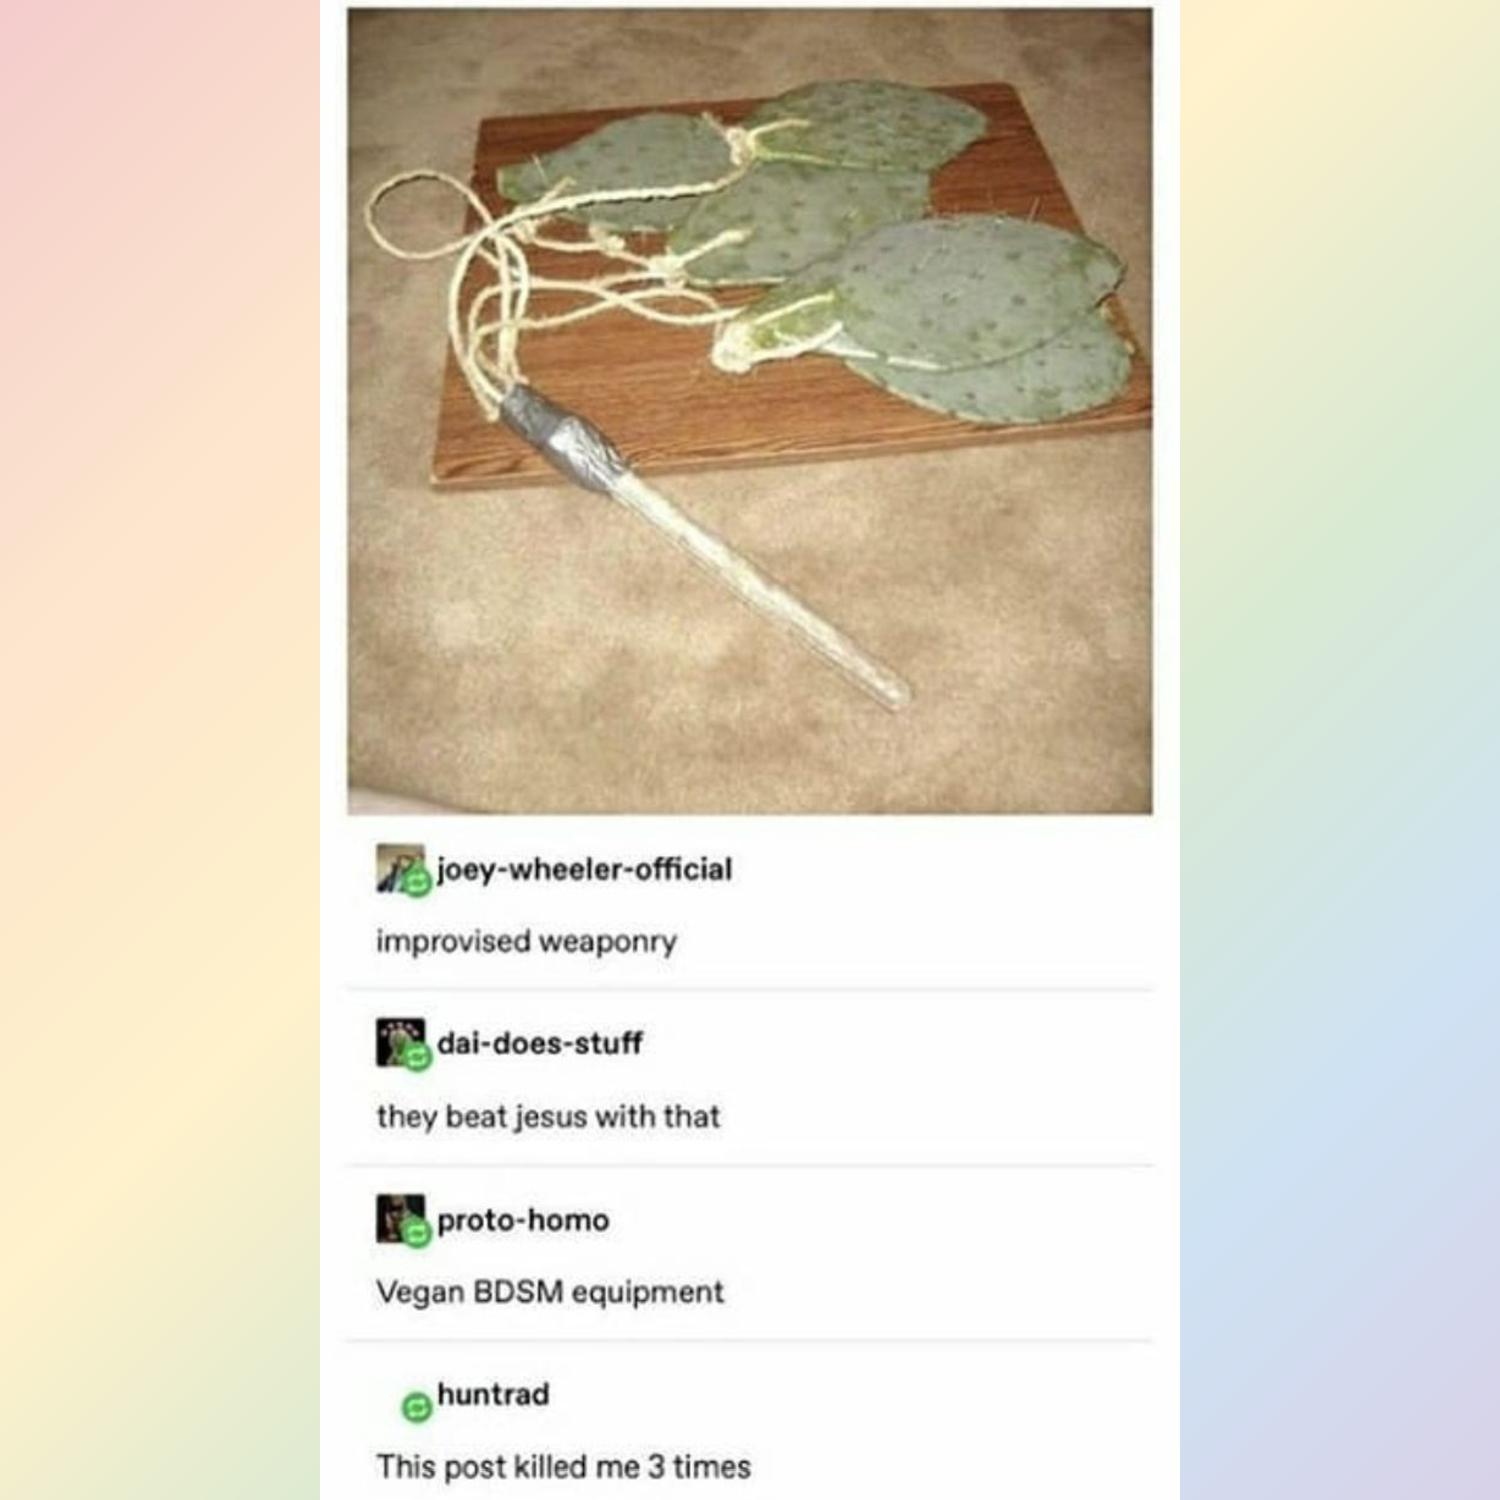 joey-wheeler-official
improvised weaponry
dai-does-stuff
they beat jesus with that
proto-homo
Vegan BDSM equipment
huntrad
This post killed me 3 times